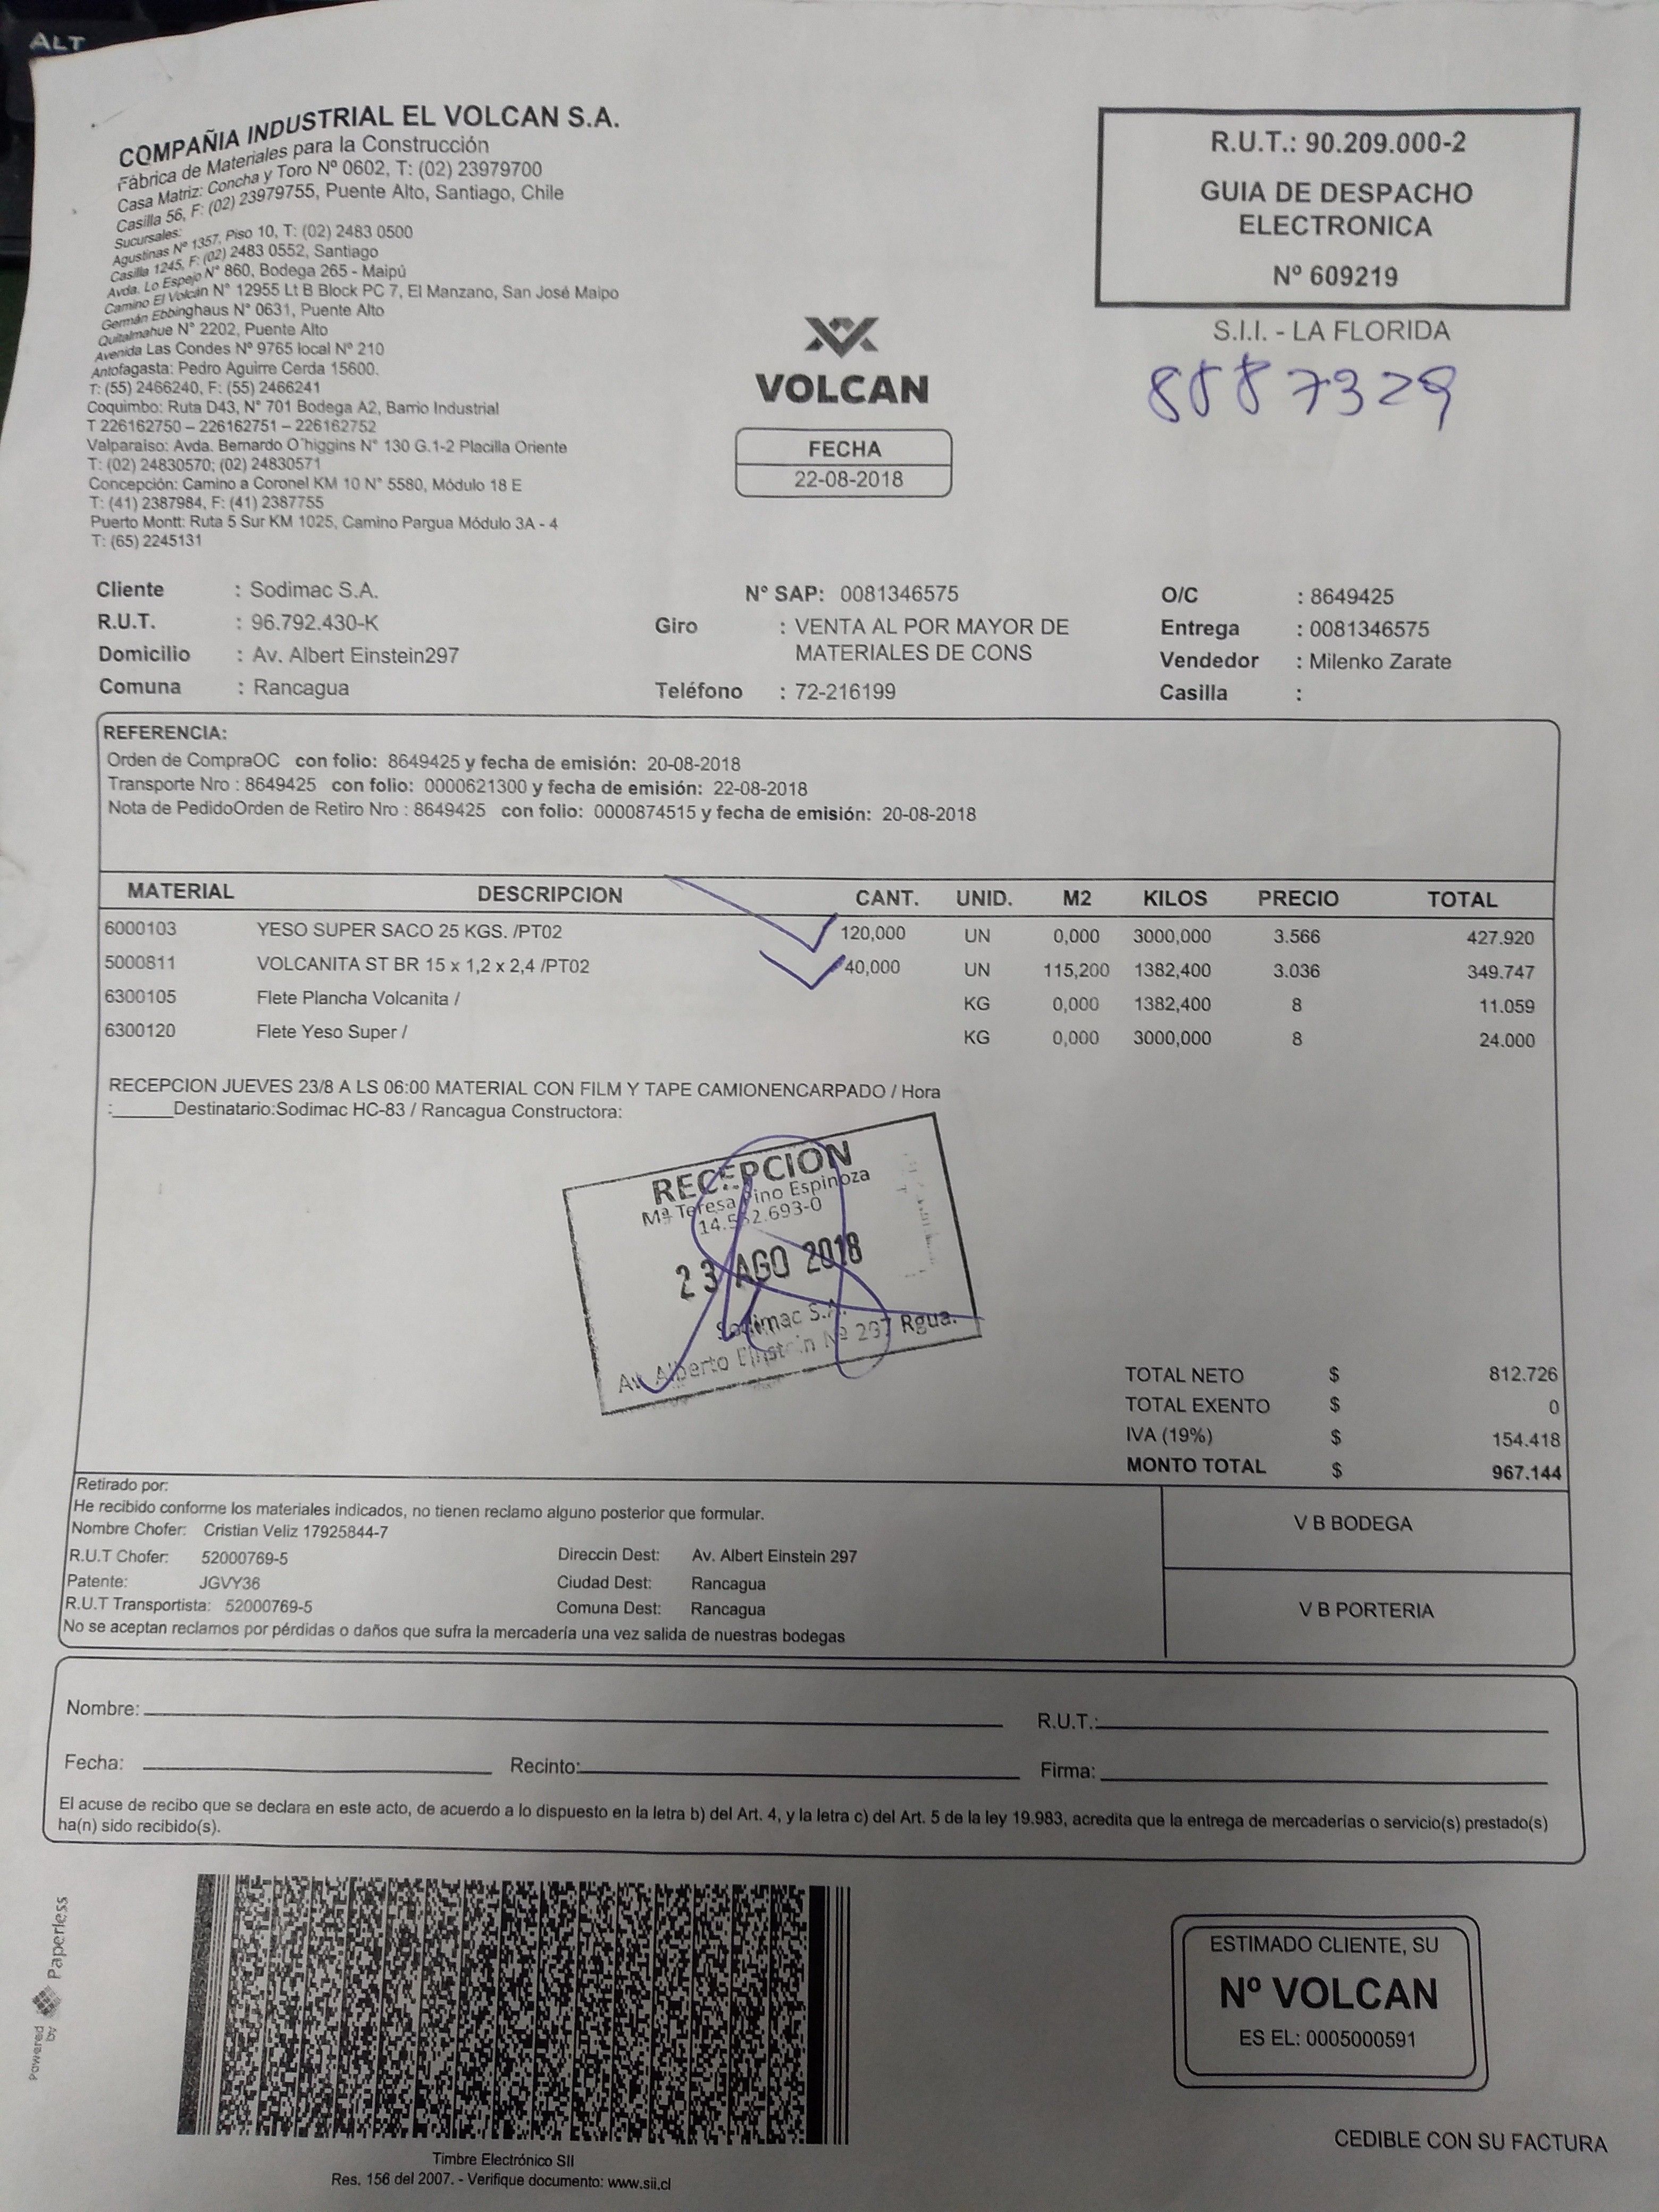 ALT
COMPAÑIA INDUSTRIAL EL VOLCAN S.A.
Fábrica de Materiales para la Construcción
Casa Matriz: Concha y Toro Nº 0602, T: (02) 23979700
Casilla 56, F: (02) 23979755, Puente Alto, Santiago, Chile
Sucursales:
Agustinas Nº 1357, Piso 10, T: (02) 2483 0500
Casilla 1245, F: (02) 2483 0552, Santiago
Avda. Lo Espejo N° 860, Bodega 265 - Maipú
Camino El Volcán N° 12955 Lt B Block PC 7, El Manzano, San José Maipo
Germán Ebbinghaus N° 0631, Puente Alto
Quitalmahue N° 2202, Puente Alto
Avenida Las Condes Nº 9765 local Nº 210
Antofagasta: Pedro Aguirre Cerda 15600.
T: (55) 2466240, F: (55) 2466241
Coquimbo: Ruta D43, N° 701 Bodega A2, Barrio Industrial
T 226162750 – 226162751 – 226162752
Valparaíso: Avda. Bernardo O´higgins N° 130 G.1-2 Placilla Oriente
T: (02) 24830570; (02) 24830571
Concepción: Camino a Coronel KM 10 N° 5580, Módulo 18 E
T: (41) 2387984, F: (41) 2387755
Puerto Montt: Ruta 5 Sur KM 1025, Camino Pargua Módulo 3A - 4
T: (65) 2245131
VOLCAN
FECHA
22-08-2018
R.U.T.: 90.209.000-2
GUIA DE DESPACHO
ELECTRONICA
Nº 609219
S.I.I. - LA FLORIDA
8887329
Cliente : Sodimac S.A. N° SAP: 0081346575 O/C : 8649425
R.U.T. : 96.792.430-K Giro : VENTA AL POR MAYOR DE Entrega : 0081346575
Domicilio : Av. Albert Einstein297 MATERIALES DE CONS Vendedor : Milenko Zarate
Comuna : Rancagua Teléfono : 72-216199 Casilla :
REFERENCIA:
Orden de CompraOC con folio: 8649425 y fecha de emisión: 20-08-2018
Transporte Nro : 8649425 con folio: 0000621300 y fecha de emisión: 22-08-2018
Nota de PedidoOrden de Retiro Nro : 8649425 con folio: 0000874515 y fecha de emisión: 20-08-2018
MATERIAL DESCRIPCION CANT. UNID. M2 KILOS PRECIO TOTAL
6000103 YESO SUPER SACO 25 KGS. /PT02 120,000 UN 0,000 3000,000 3.566 427.920
5000811 VOLCANITA ST BR 15 x 1,2 x 2,4 /PT02 40,000 UN 115,200 1382,400 3.036 349.747
6300105 Flete Plancha Volcanita / KG 0,000 1382,400 8 11.059
6300120 Flete Yeso Super / KG 0,000 3000,000 8 24.000
RECEPCION JUEVES 23/8 A LS 06:00 MATERIAL CON FILM Y TAPE CAMIONENCARPADO / Hora
:______Destinatario:Sodimac HC-83 / Rancagua Constructora:
RECEPCION
Mª Teresa Pino Espinoza
23 AGO 2018
Sodimac S.A.
Av. Alberto Einstein Nº 297 Rgua.
TOTAL NETO $ 812.726
TOTAL EXENTO $ 0
IVA (19%) $ 154.418
MONTO TOTAL $ 967.144
Retirado por:
He recibido conforme los materiales indicados, no tienen reclamo alguno posterior que formular.
Nombre Chofer: Cristian Veliz 17925844-7
R.U.T Chofer: 52000769-5 Direccin Dest: Av. Albert Einstein 297
Patente: JGVY36 Ciudad Dest: Rancagua
R.U.T Transportista: 52000769-5 Comuna Dest: Rancagua
No se aceptan reclamos por pérdidas o daños que sufra la mercadería una vez salida de nuestras bodegas
V B BODEGA
V B PORTERIA
Nombre: R.U.T.:
Fecha: Recinto: Firma:
El acuse de recibo que se declara en este acto, de acuerdo a lo dispuesto en la letra b) del Art. 4, y la letra c) del Art. 5 de la ley 19.983, acredita que la entrega de mercaderías o servicio(s) prestado(s)
ha(n) sido recibido(s).
Powered by Paperless
Timbre Electrónico SII
Res. 156 del 2007. - Verifique documento: www.sii.cl
ESTIMADO CLIENTE, SU
Nº VOLCAN
ES EL: 0005000591
CEDIBLE CON SU FACTURA